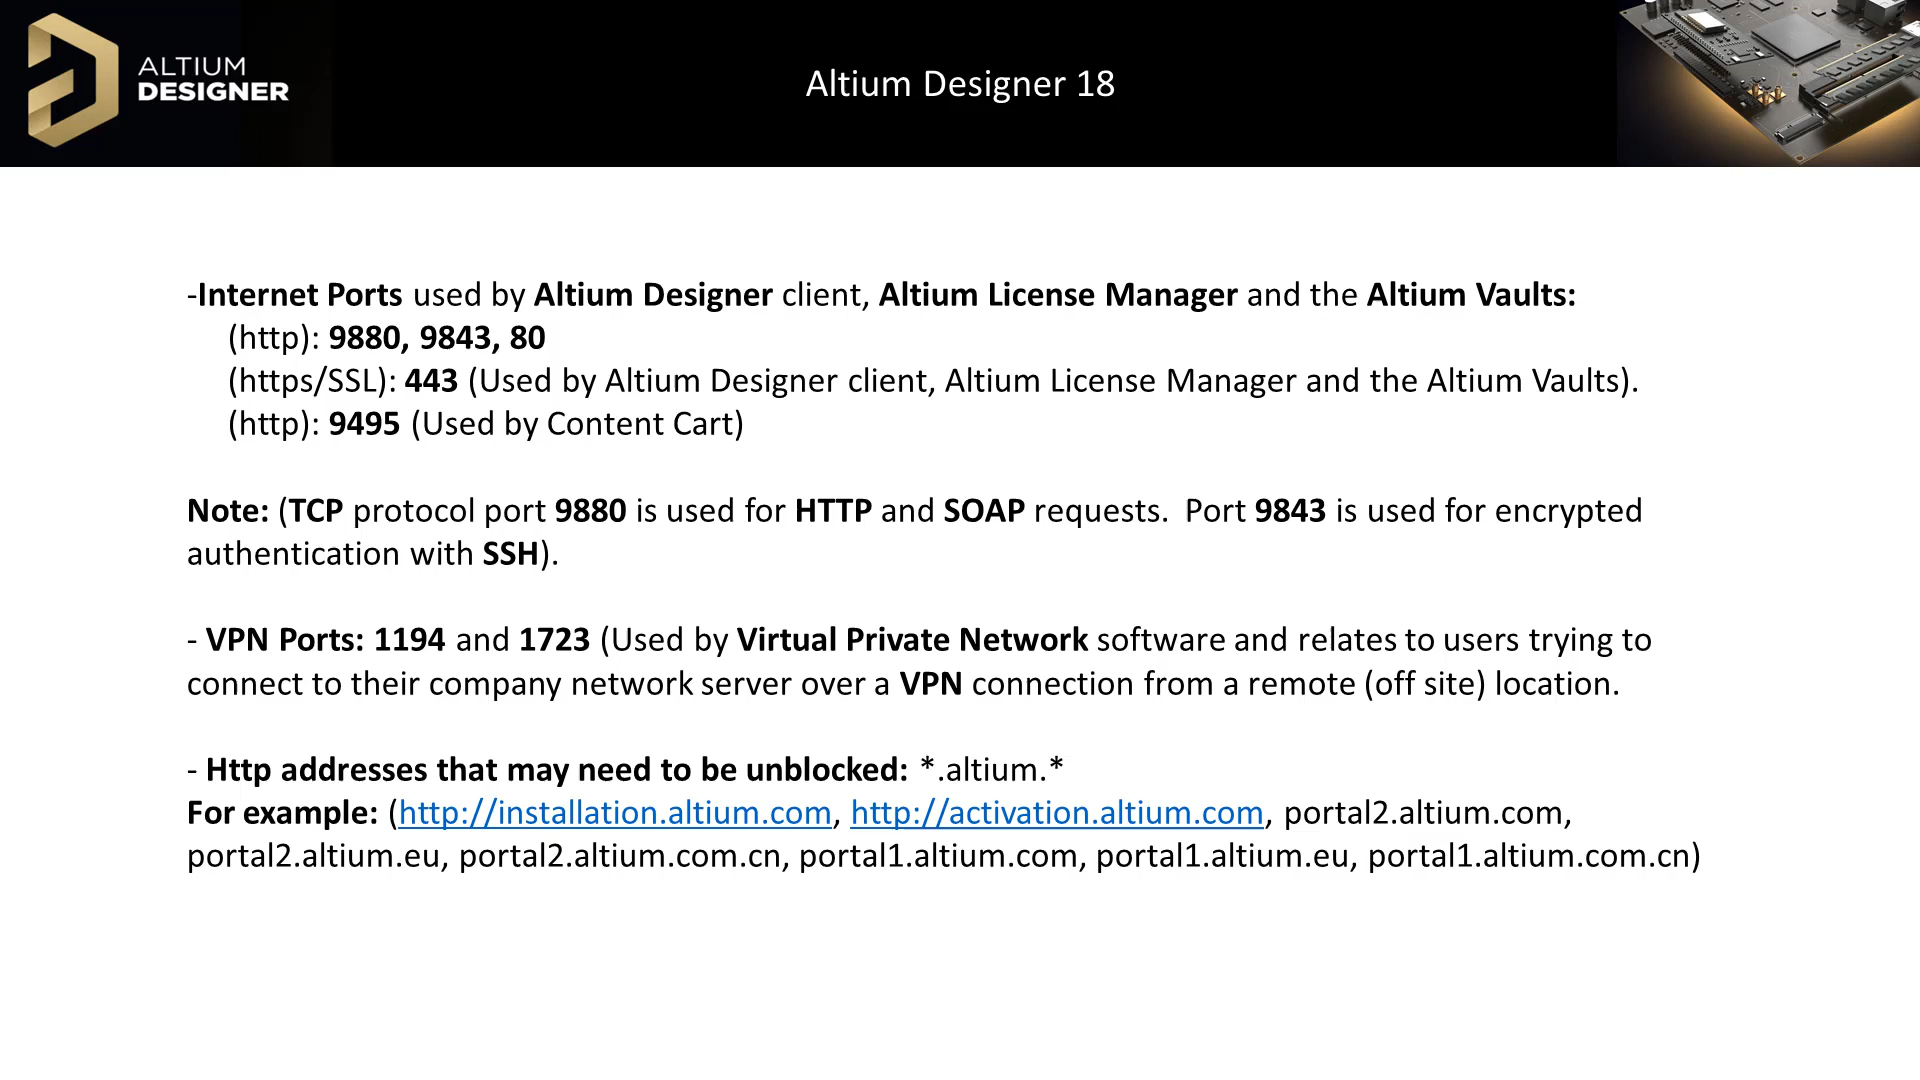 ALTIUM
DESIGNER
Altium Designer 18
-Internet Ports used by Altium Designer client, Altium License Manager and the Altium Vaults:
(http): 9880, 9843, 80
(https/SSL): 443 (Used by Altium Designer client, Altium License Manager and the Altium Vaults).
(http): 9495 (Used by Content Cart)
Note: (TCP protocol port 9880 is used for HTTP and SOAP requests.  Port 9843 is used for encrypted
authentication with SSH).
- VPN Ports: 1194 and 1723 (Used by Virtual Private Network software and relates to users trying to
connect to their company network server over a VPN connection from a remote (off site) location.
- Http addresses that may need to be unblocked: *.altium.*
For example: (http://installation.altium.com, http://activation.altium.com, portal2.altium.com,
portal2.altium.eu, portal2.altium.com.cn, portal1.altium.com, portal1.altium.eu, portal1.altium.com.cn)